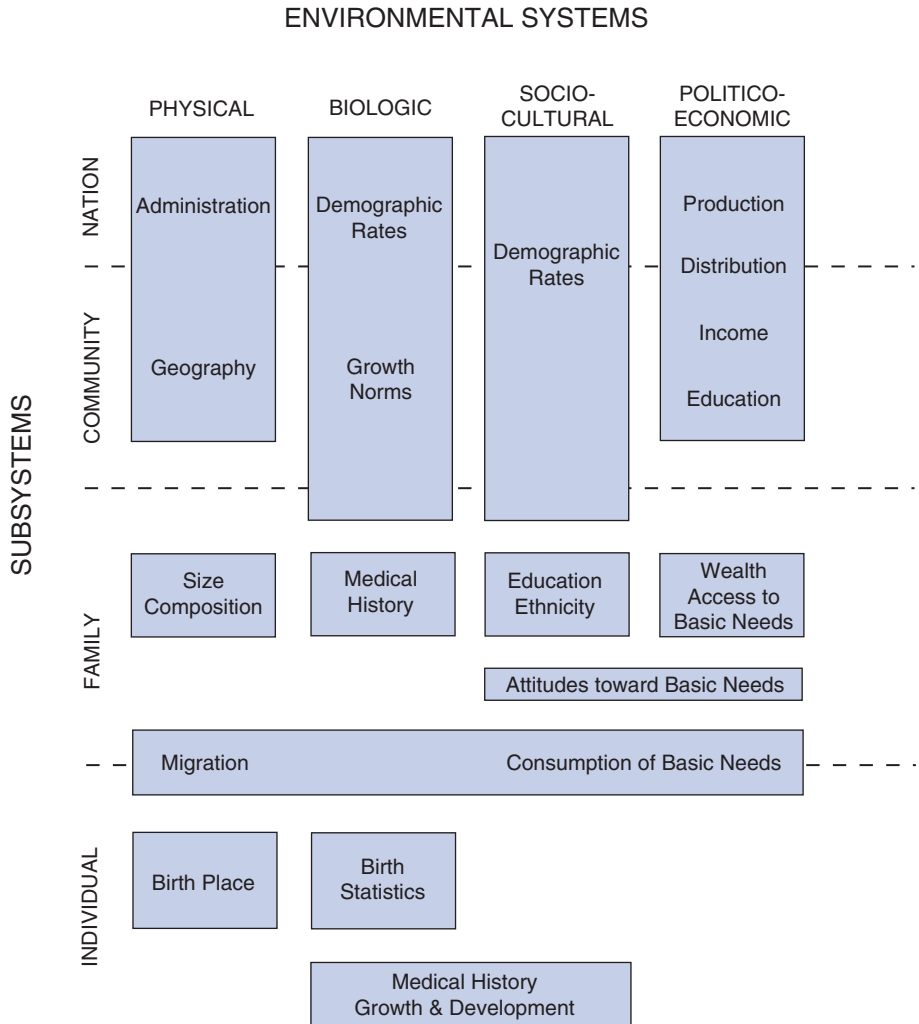 ENVIRONMENTAL SYSTEMS
PHYSICAL
BIOLOGIC
SOCIO-
CULTURAL
POLITICO-
ECONOMIC
SUBSYSTEMS
NATION
Administration
Demographic
Rates
Demographic
Rates
Production
Distribution
COMMUNITY
Geography
Growth
Norms
Income
Education
FAMILY
Size
Composition
Medical
History
Education
Ethnicity
Wealth
Access to
Basic Needs
Attitudes toward Basic Needs
Migration
Consumption of Basic Needs
INDIVIDUAL
Birth Place
Birth
Statistics
Medical History
Growth & Development